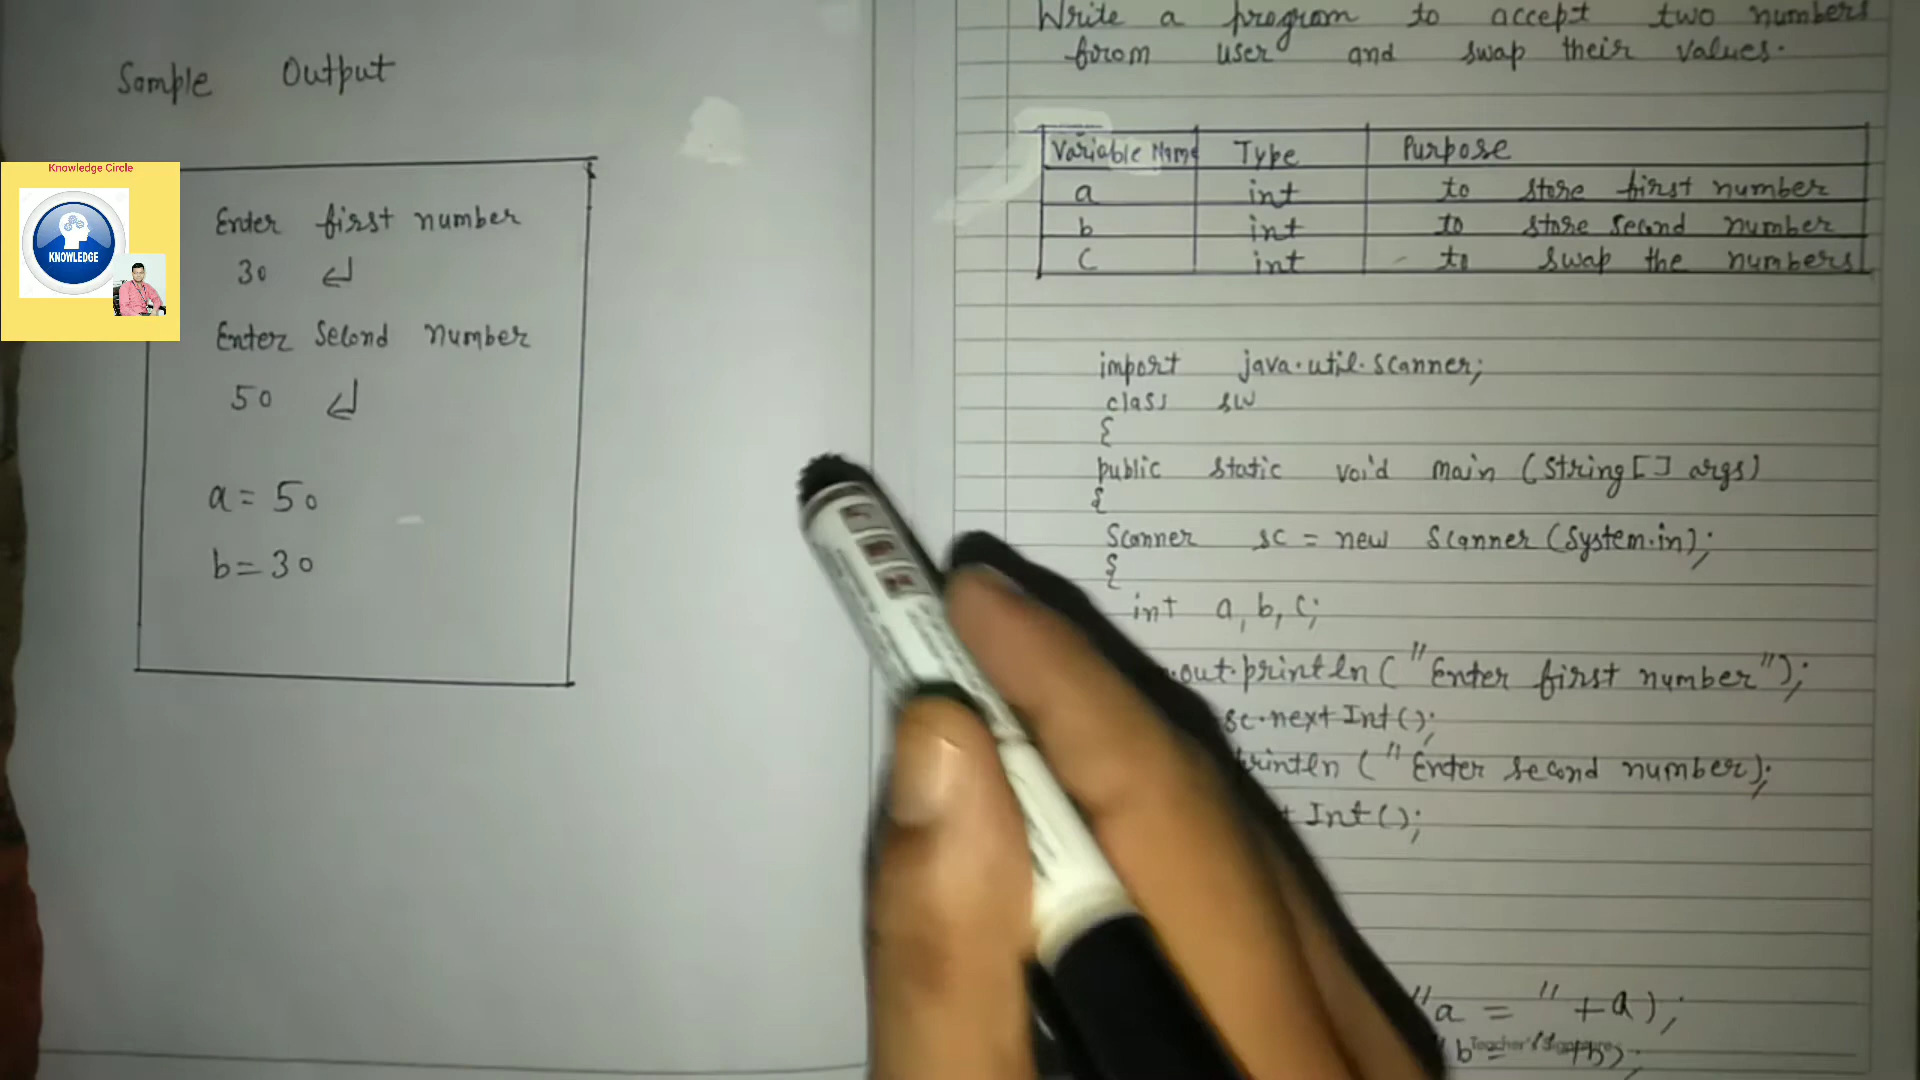 Sample Output
Knowledge Circle
KNOWLEDGE
Enter first number
30
Enter Second number
50
a = 50
b = 30
Write a program to accept two numbers
from user and swap their values.
Variable Name Type Purpose
a int to store first number
b int to store second number
C int to swap the numbers
import java.util.Scanner;
class sw
{
public static void main (String [] args)
{
Scanner sc = new Scanner (System.in);
{
int a, b, c;
.out.println ( "Enter first number");
sc.next Int ();
println ( "Enter second number);
Int ();
"a = " + a);
b = " + b);
Teacher's